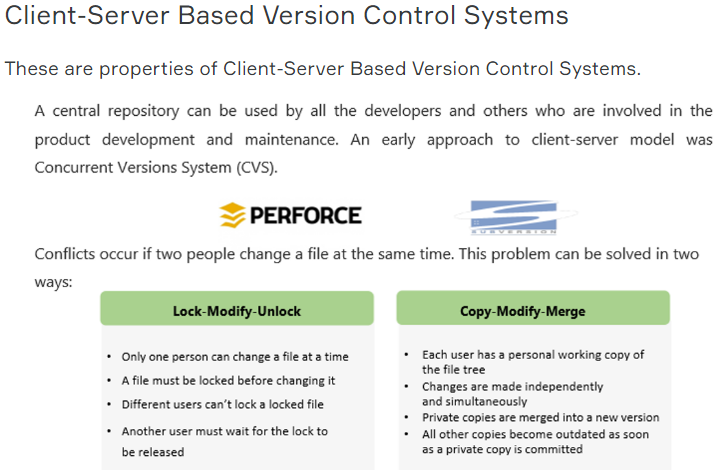 Client-Server Based Version Control Systems
These are properties of Client-Server Based Version Control Systems.
A central repository can be used by all the developers and others who are involved in the
product development and maintenance. An early approach to client-server model was
Concurrent Versions System (CVS).
PERFORCE
SUBVERSION
Conflicts occur if two people change a file at the same time. This problem can be solved in two
ways:
Lock-Modify-Unlock
• Only one person can change a file at a time
• A file must be locked before changing it
• Different users can't lock a locked file
• Another user must wait for the lock to
be released
Copy-Modify-Merge
• Each user has a personal working copy of
the file tree
• Changes are made independently
and simultaneously
• Private copies are merged into a new version
• All other copies become outdated as soon
as a private copy is committed